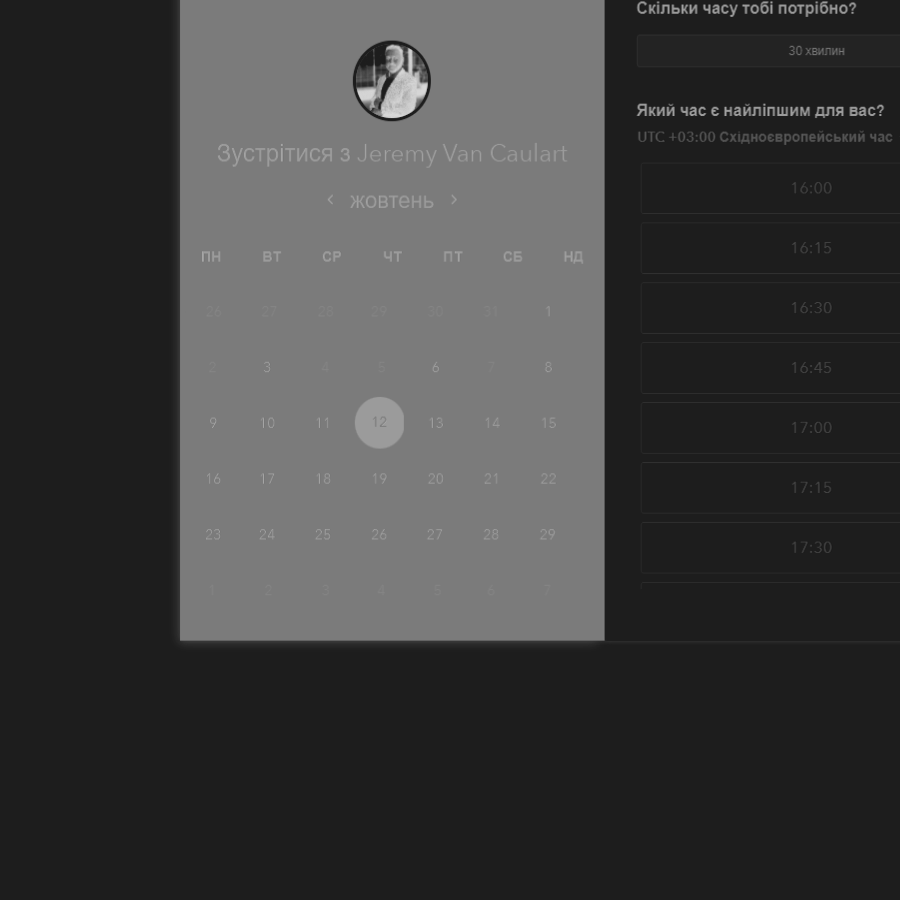 Зустрітися з Jeremy Van Caulart
‹ жовтень ›
ПН ВТ СР ЧТ ПТ СБ НД
26 27 28 29 30 31 1
2 3 4 5 6 7 8
9 10 11 12 13 14 15
16 17 18 19 20 21 22
23 24 25 26 27 28 29
1 2 3 4 5 6 7
Скільки часу тобі потрібно?
30 хвилин
Який час є найліпшим для вас?
UTC +03:00 Східноєвропейський час
16:00
16:15
16:30
16:45
17:00
17:15
17:30